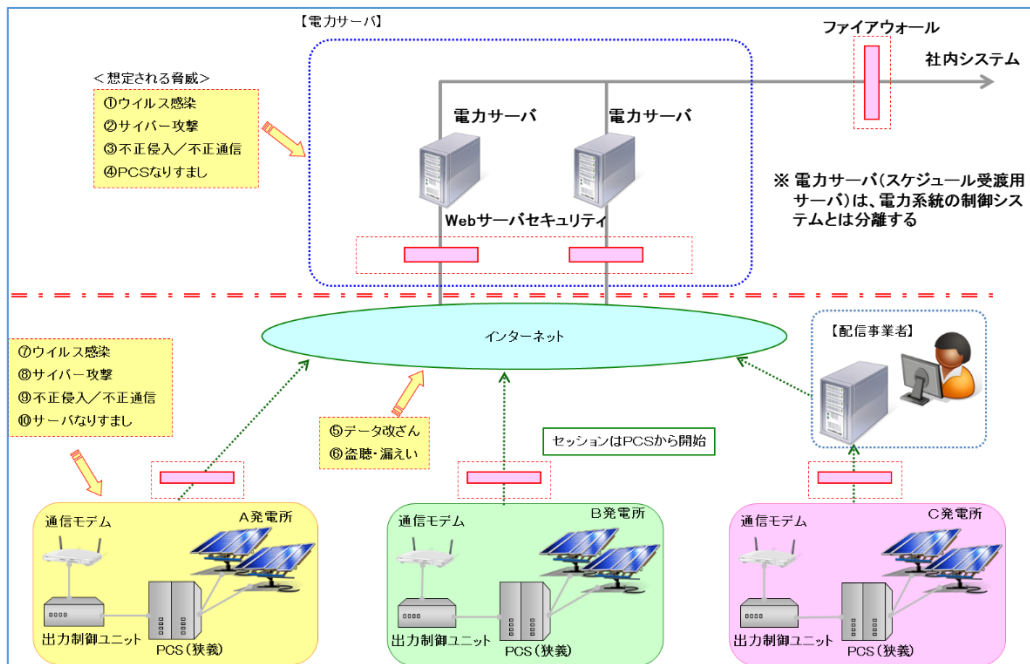 【電力サーバ】
ファイアウォール
社内システム
＜想定される脅威＞
①ウイルス感染
②サイバー攻撃
③不正侵入／不正通信
④PCSなりすまし
電力サーバ
電力サーバ
Webサーバセキュリティ
※ 電力サーバ（スケジュール受渡用
サーバ）は、電力系統の制御シス
テムとは分離する
インターネット
【配信事業者】
⑦ウイルス感染
⑧サイバー攻撃
⑨不正侵入／不正通信
⑩サーバなりすまし
⑤データ改ざん
⑥盗聴・漏えい
セッションはPCSから開始
A発電所
通信モデム
出力制御ユニット
PCS（狭義）
B発電所
通信モデム
出力制御ユニット
PCS（狭義）
C発電所
通信モデム
出力制御ユニット
PCS（狭義）